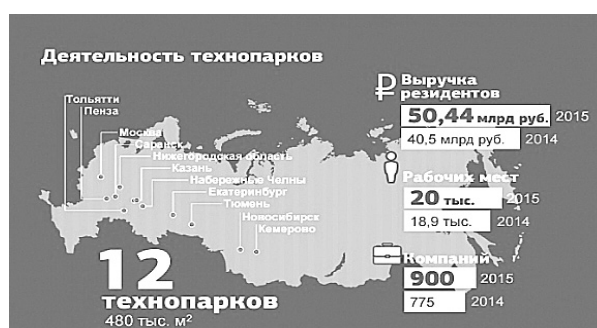 Деятельность технопарков
Тольятти
Пенза
Москва
Саранск
Нижегородская область
Казань
Набережные Челны
Екатеринбург
Тюмень
Новосибирск
Кемерово
12
технопарков
480 тыс. м²
₽ Выручка
резидентов
50,44 млрд руб. 2015
40,5 млрд руб. 2014
Рабочих мест
20 тыс. 2015
18,9 тыс. 2014
Компаний
900 2015
775 2014